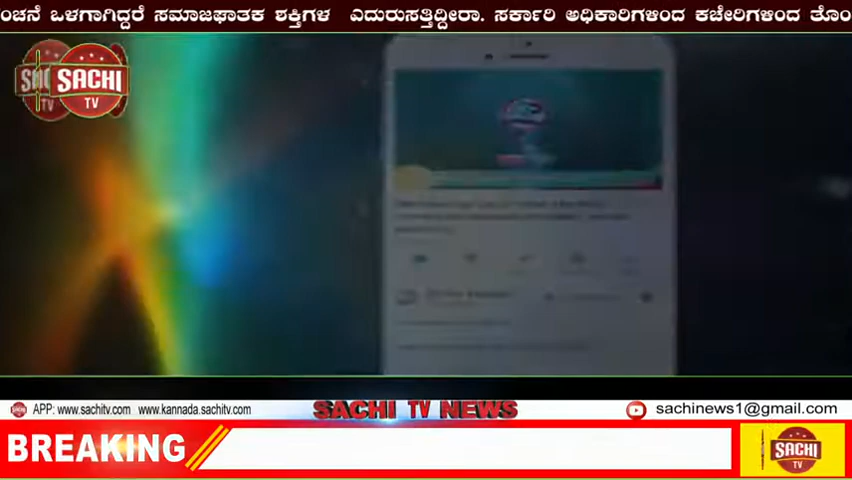 ಂಚನೆ ಒಳಗಾಗಿದ್ದರೆ ಸಮಾಜಘಾತಕ ಶಕ್ತಿಗಳ ಎದುರುಸತ್ತಿದ್ದೀರಾ. ಸರ್ಕಾರಿ ಅಧಿಕಾರಿಗಳಿಂದ ಕಚೇರಿಗಳಿಂದ ತೊಂ
SACHI
TV
APP: www.sachitv.com www.kannada.sachitv.com
SACHI TV NEWS
sachinews1@gmail.com
BREAKING
SACHI
TV